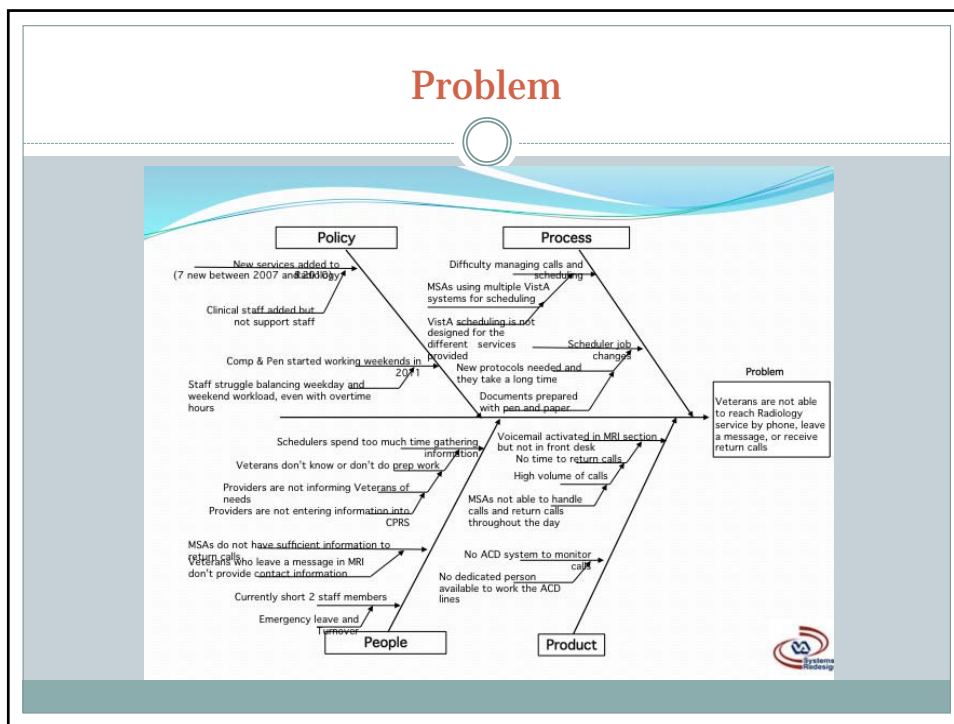 Problem
Policy
New services added to
Radiology
(7 new between 2007 and 2010)
Clinical staff added but
not support staff
Comp & Pen started working weekends in
2011
Staff struggle balancing weekday and
weekend workload, even with overtime
hours
Process
Difficulty managing calls and
scheduling
MSAs using multiple VistA
systems for scheduling
VistA scheduling is not
designed for the
different services
provided
Scheduler job
changes
New protocols needed and
they take a long time
Documents prepared
with pen and paper
Problem
Veterans are not able
to reach Radiology
service by phone, leave
a message, or receive
return calls
Schedulers spend too much time gathering
information
Veterans don't know or don't do prep work
Providers are not informing Veterans of
needs
Providers are not entering information into
CPRS
MSAs do not have sufficient information to
return calls
Veterans who leave a message in MRI
don't provide contact information
Currently short 2 staff members
Emergency leave and
Turnover
People
Voicemail activated in MRI section
but not in front desk
No time to return calls
High volume of calls
MSAs not able to handle
calls and return calls
throughout the day
No ACD system to monitor
calls
No dedicated person
available to work the ACD
lines
Product
VA
Systems
Redesign